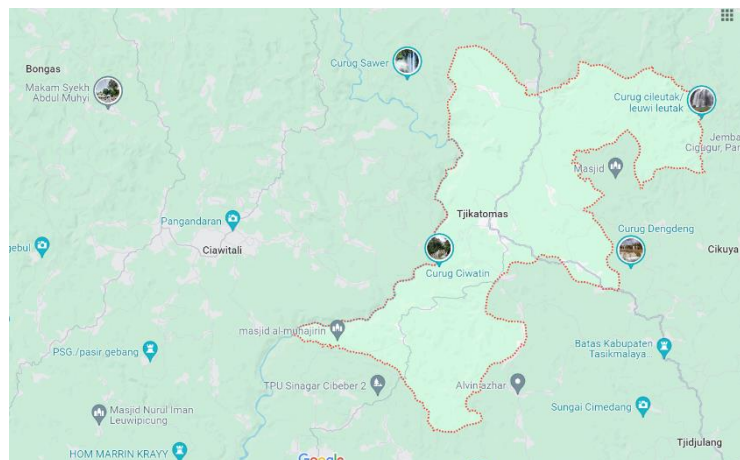 Bongas
Makam Syekh
Abdul Muhyi
Curug Sawer
Curug cileutak/
leuwi leutak
Jemba
Cigugur, Par
Masjid
Tjikatomas
Pangandaran
Ciawitali
gebul
Curug Ciwatin
Curug Dengdeng
Cikuya
masjid al-muhajirin
PSG./pasir gebang
Batas Kabupaten
Tasikmalaya...
TPU Sinagar Cibeber 2
Alvin azhar
Masjid Nurul Iman
Leuwipicung
Sungai Cimedang
HOM MARRIN KRAYY
Google
Tjidjulang